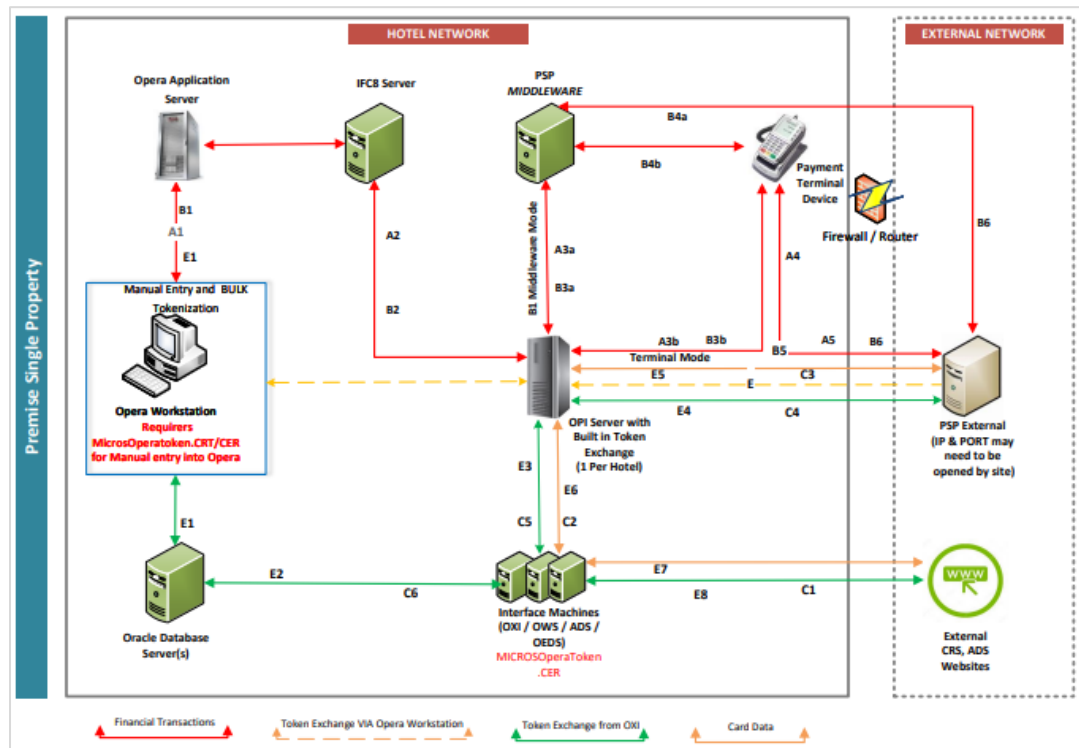 HOTEL NETWORK
EXTERNAL NETWORK
Premise Single Property
Opera Application
Server
IFC8 Server
PSP
MIDDLEWARE
B4a
B4b
Payment
Terminal
Device
Firewall / Router
B6
B1
A1
E1
A2
B2
B1 Middleware Mode
A3a
B3a
A4
Manual Entry and BULK
Tokenization
Opera Workstation
Requirers
MicrosOperatoken.CRT/CER
for Manual entry into Opera
A3b
B3b
Terminal Mode
B5
A5
B6
E5
C3
E
E4
C4
OPI Server with
Built in Token
Exchange
(1 Per Hotel)
PSP External
(IP & PORT may
need to be
opened by site)
E3
E6
C5
C2
E1
E2
C6
E7
E8
C1
WWW
Oracle Database
Server(s)
Interface Machines
(OXI / OWS / ADS /
OEDS)
MICROSOperaToken
.CER
External
CRS, ADS
Websites
Financial Transactions
Token Exchange VIA Opera Workstation
Token Exchange from OXI
Card Data